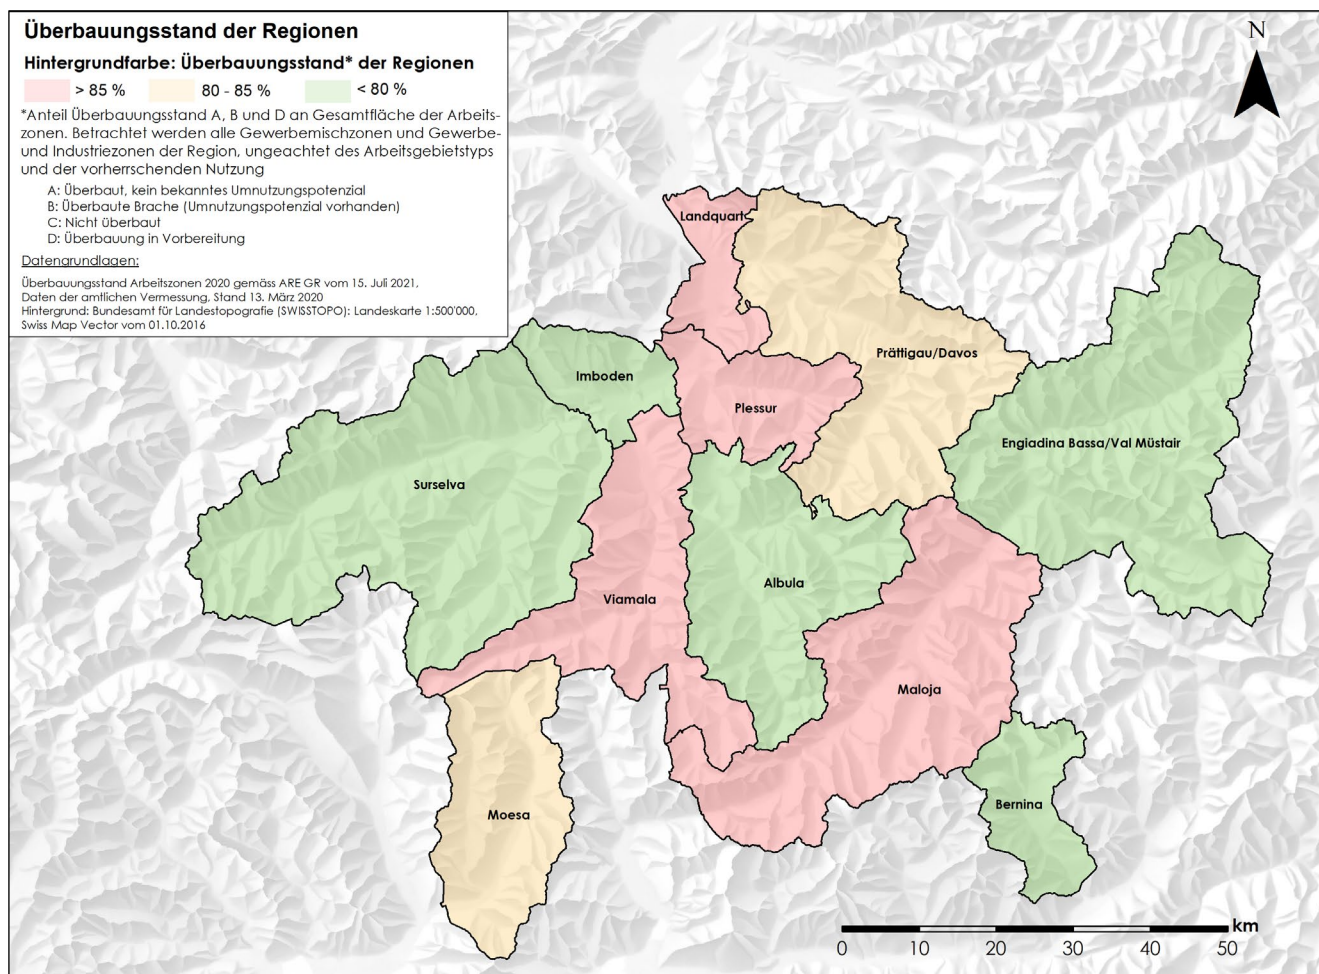 Überbauungsstand der Regionen
Hintergrundfarbe: Überbauungsstand* der Regionen
> 85 % 80 - 85 % < 80 %
*Anteil Überbauungsstand A, B und D an Gesamtfläche der Arbeits-
zonen. Betrachtet werden alle Gewerbemischzonen und Gewerbe-
und Industriezonen der Region, ungeachtet des Arbeitsgebietstyps
und der vorherrschenden Nutzung
A: Überbaut, kein bekanntes Umnutzungspotenzial
B: Überbaute Brache (Umnutzungspotenzial vorhanden)
C: Nicht überbaut
D: Überbauung in Vorbereitung
Datengrundlagen:
Überbauungsstand Arbeitszonen 2020 gemäss ARE GR vom 15. Juli 2021,
Daten der amtlichen Vermessung, Stand 13. März 2020
Hintergrund: Bundesamt für Landestopografie (SWISSTOPO): Landeskarte 1:500'000,
Swiss Map Vector vom 01.10.2016
N
Landquart
Prättigau/Davos
Imboden
Plessur
Engiadina Bassa/Val Müstair
Surselva
Albula
Viamala
Maloja
Bernina
Moesa
km
0 10 20 30 40 50